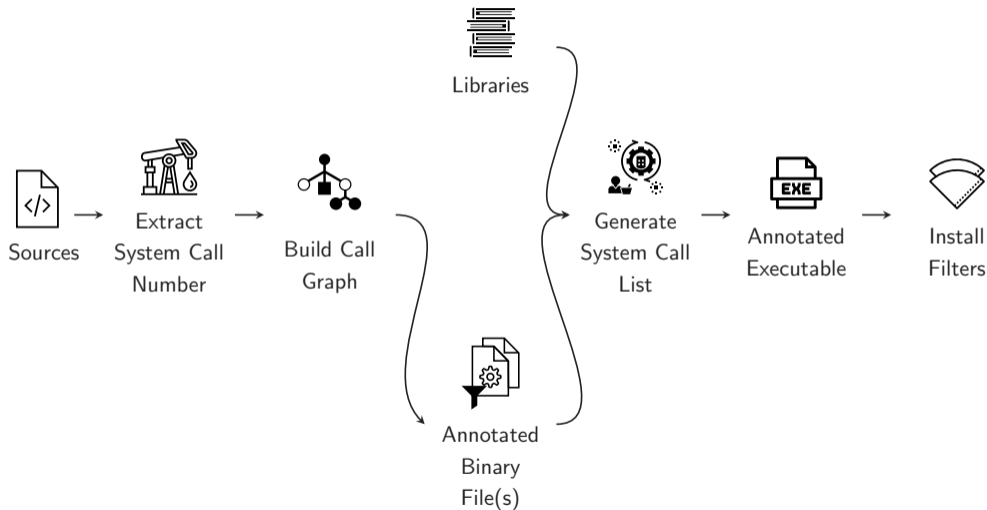 Libraries
</>
Sources
Extract
System Call
Number
Build Call
Graph
Annotated
Binary
File(s)
Generate
System Call
List
EXE
Annotated
Executable
Install
Filters